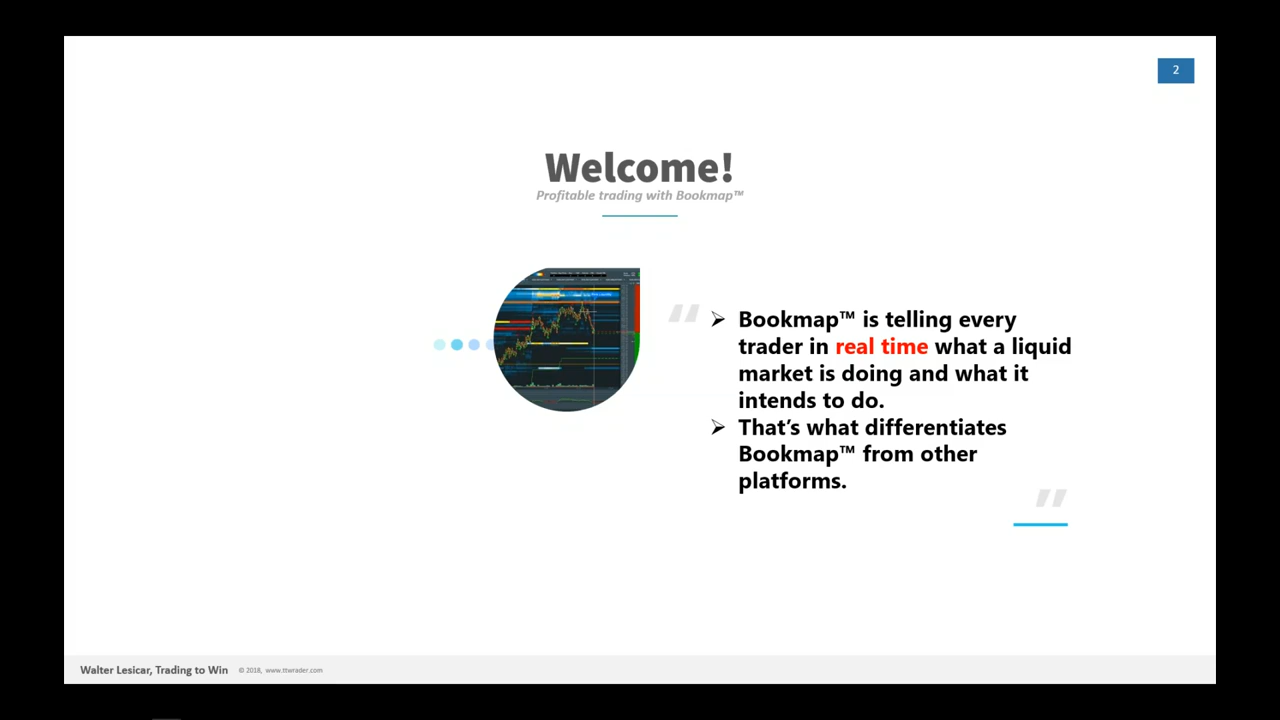 2
Welcome!
Profitable trading with Bookmap™
“
➢ Bookmap™ is telling every
trader in real time what a liquid
market is doing and what it
intends to do.
➢ That’s what differentiates
Bookmap™ from other
platforms.
”
Walter Lesicar, Trading to Win © 2018, www.ttwrader.com